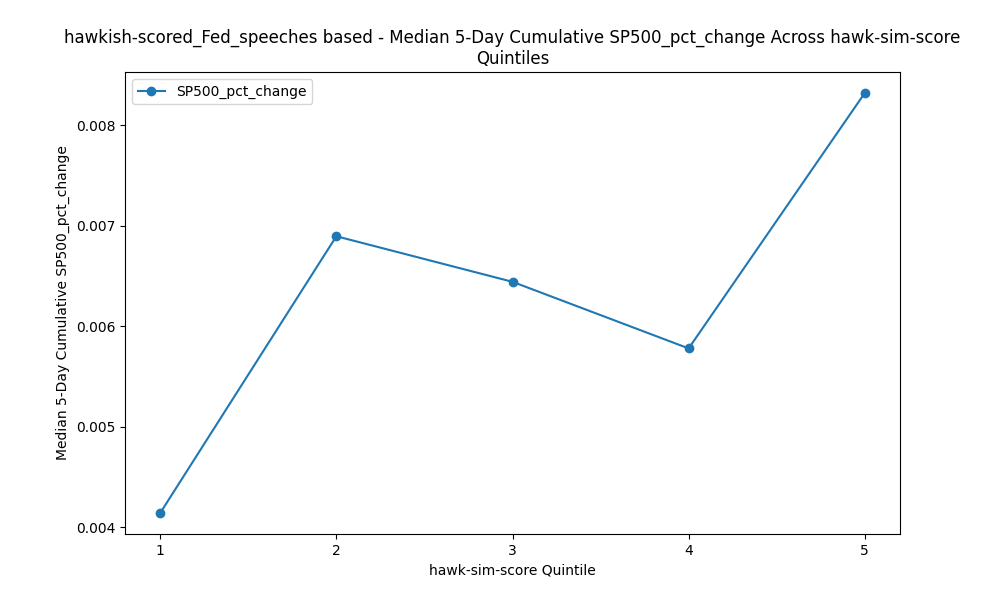 hawkish-scored_Fed_speeches based - Median 5-Day Cumulative SP500_pct_change Across hawk-sim-score
Quintiles
SP500_pct_change
Median 5-Day Cumulative SP500_pct_change
0.008
0.007
0.006
0.005
0.004
1 2 3 4 5
hawk-sim-score Quintile